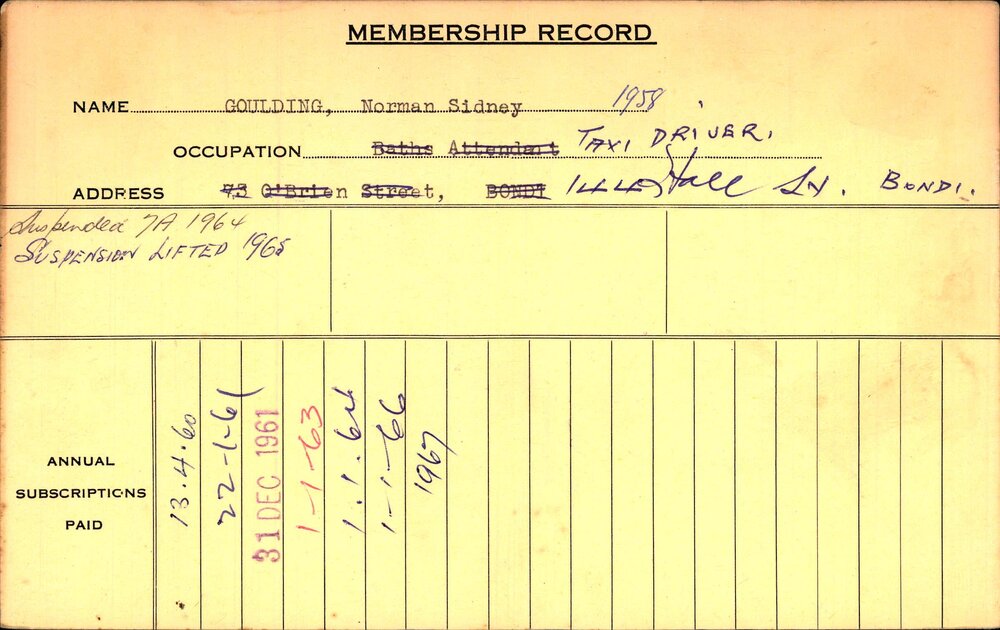 MEMBERSHIP RECORD
NAME GOULDING, Norman Sidney 1958
OCCUPATION Baths Attendant TAXI DRIVER.
ADDRESS 73 O'Brien Street, BONDI 144 Hall St. BONDI.
Suspended 7A 1964
SUSPENSION LIFTED 1965
ANNUAL
SUBSCRIPTIONS
PAID
13.4.60
22-1-61
31 DEC 1961
1-1-63
1.1.64
1-1-66
1967